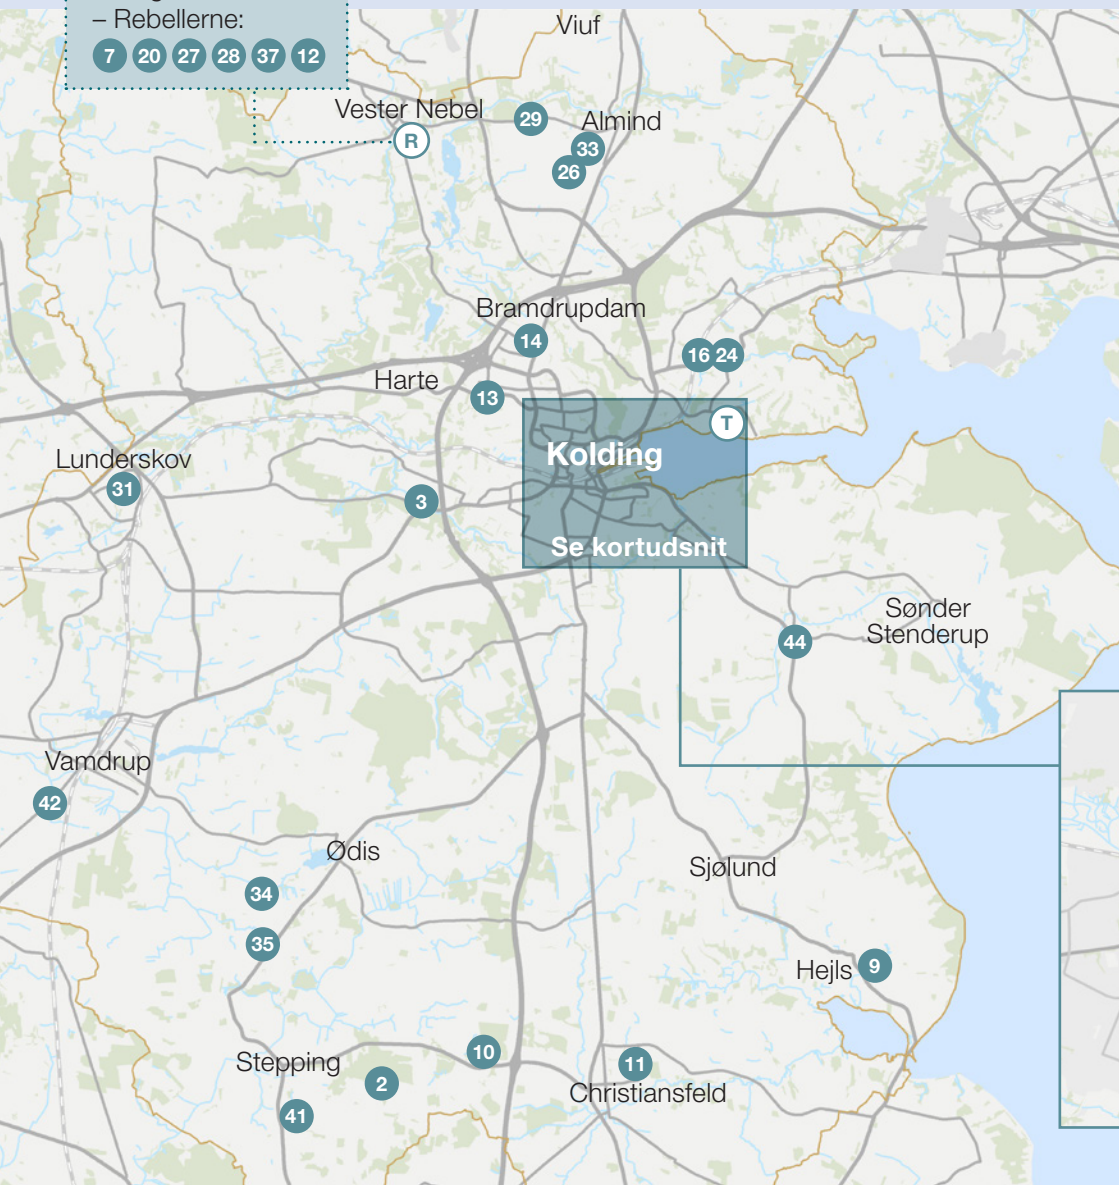 – Rebellerne:
7 20 27 28 37 12
Viuf
Vester Nebel
R
29
Almind
33
26
Bramdrupdam
14
16 24
Harte
13
T
Kolding
Lunderskov
31
3
Se kortudsnit
Sønder
Stenderup
44
Vamdrup
42
Ødis
Sjølund
34
35
Hejls 9
10
Stepping
11
2
Christiansfeld
41